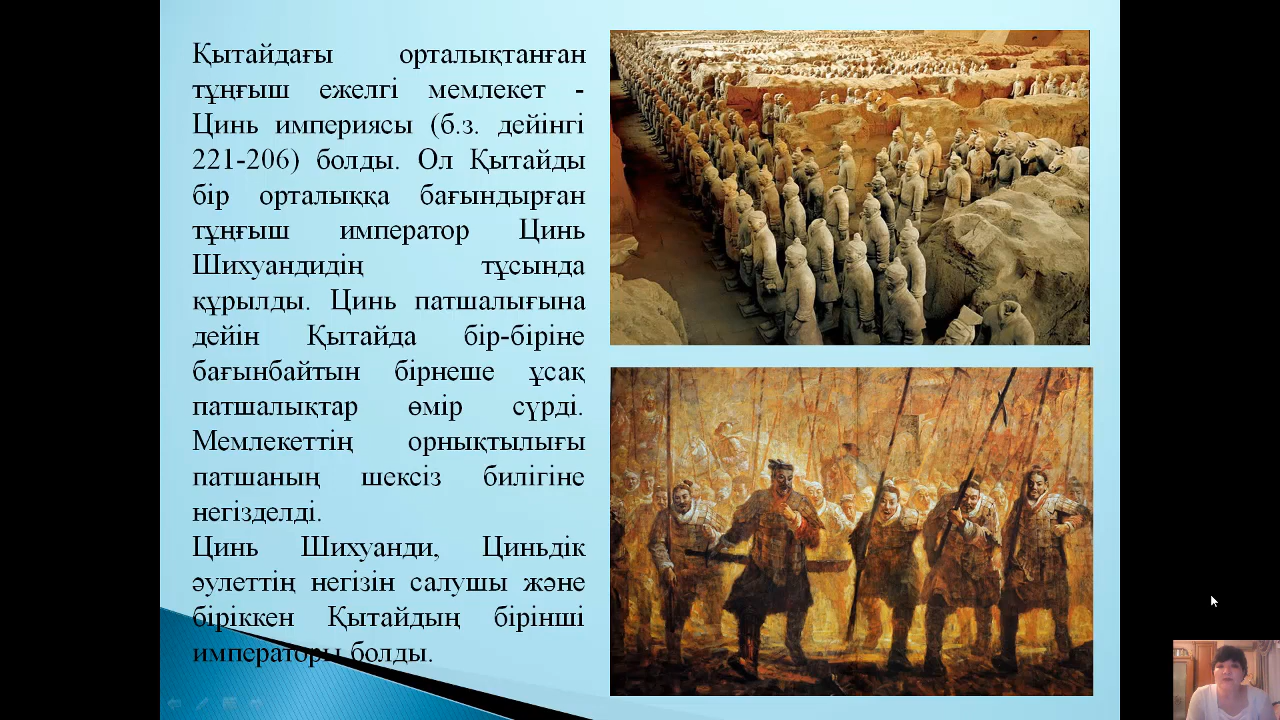 Қытайдағы орталықтанған
тұңғыш ежелгі мемлекет -
Цинь империясы (б.з. дейінгі
221-206) болды. Ол Қытайды
бір орталыққа бағындырған
тұңғыш император Цинь
Шихуандидің тұсында
құрылды. Цинь патшалығына
дейін Қытайда бір-біріне
бағынбайтын бірнеше ұсақ
патшалықтар өмір сүрді.
Мемлекеттің орнықтылығы
патшаның шексіз билігіне
негізделді.
Цинь Шихуанди, Циньдік
әулеттің негізін салушы және
біріккен Қытайдың бірінші
императоры болды.